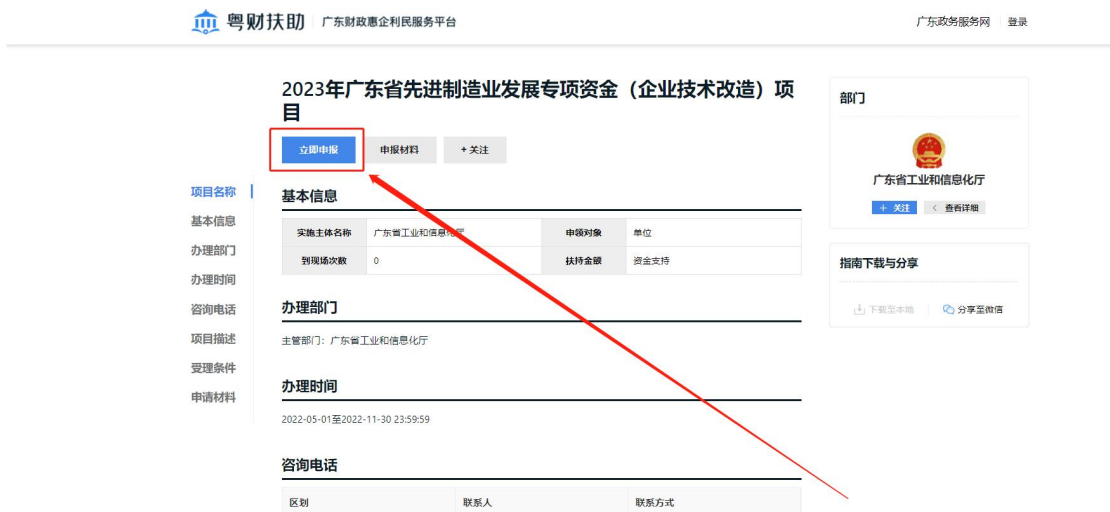 粤财扶助 广东财政惠企利民服务平台
广东政务服务网 登录
2023年广东省先进制造业发展专项资金（企业技术改造）项
目
立即申报 申报材料 +关注
项目名称
基本信息
办理部门
办理时间
咨询电话
项目描述
受理条件
申请材料
基本信息
实施主体名称 广东省工业和信息化厅 申领对象 单位
到现场次数 0 扶持金额 资金支持
办理部门
主管部门：广东省工业和信息化厅
办理时间
2022-05-01至2022-11-30 23:59:59
咨询电话
区划 联系人 联系方式
部门
广东省工业和信息化厅
+ 关注 < 查看详细
指南下载与分享
下载至本地 分享至微信